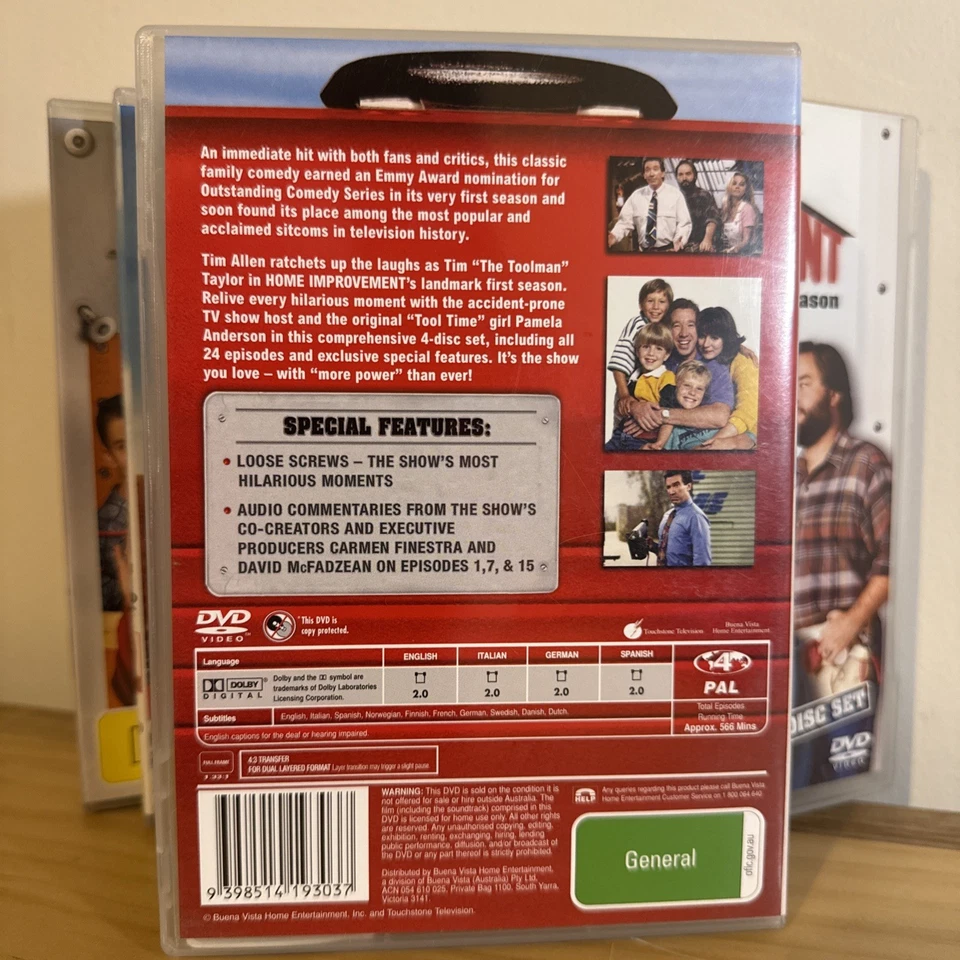 An immediate hit with both fans and critics, this classic
family comedy earned an Emmy Award nomination for
Outstanding Comedy Series in its very first season and
soon found its place among the most popular and
acclaimed sitcoms in television history.
Tim Allen ratchets up the laughs as Tim “The Toolman”
Taylor in HOME IMPROVEMENT’s landmark first season.
Relive every hilarious moment with the accident-prone
TV show host and the original “Tool Time” girl Pamela
Anderson in this comprehensive 4-disc set, including all
24 episodes and exclusive special features. It’s the show
you love – with “more power” than ever!
SPECIAL FEATURES:
• LOOSE SCREWS – THE SHOW’S MOST
HILARIOUS MOMENTS
• AUDIO COMMENTARIES FROM THE SHOW’S
CO-CREATORS AND EXECUTIVE
PRODUCERS CARMEN FINESTRA AND
DAVID McFADZEAN ON EPISODES 1,7, & 15
NT
ason
DISC SET
DVD
VIDEO
DVD
VIDEO
This DVD is
copy protected.
Touchstone Television
Buena Vista
Home Entertainment
Language
ENGLISH ITALIAN GERMAN SPANISH
DOLBY
DIGITAL
Dolby and the DD symbol are
trademarks of Dolby Laboratories
Licensing Corporation.
2.0 2.0 2.0 2.0
4
PAL
Subtitles
English, Italian, Spanish, Norwegian, Finnish, French, German, Swedish, Danish, Dutch.
English captions for the deaf or hearing impaired.
Total Episodes
Running Time
Approx. 566 Mins
FULL FRAME
1.33:1
4:3 TRANSFER
FOR DUAL LAYERED FORMAT Layer transition may trigger a slight pause
WARNING: This DVD is sold on the condition it is
not offered for sale or hire outside Australia. The
film (including the soundtrack) comprised in this
DVD is licensed for home use only. All other rights
are reserved. Any unauthorised copying, editing,
exhibition, renting, exchanging, hiring, lending
public performance, diffusion, and/or broadcast of
the DVD or any part thereof is strictly prohibited.
Distributed by Buena Vista Home Entertainment,
a division of Buena Vista (Australia) Pty Ltd,
ACN 054 610 025. Private Bag 1100. South Yarra,
Victoria 3141.
HELP
Any queries regarding this product please call Buena Vista
Home Entertainment Customer Service on 1 800 064 640.
General
oflc.gov.au
9 398514 193037
© Buena Vista Home Entertainment, Inc. and Touchstone Television.